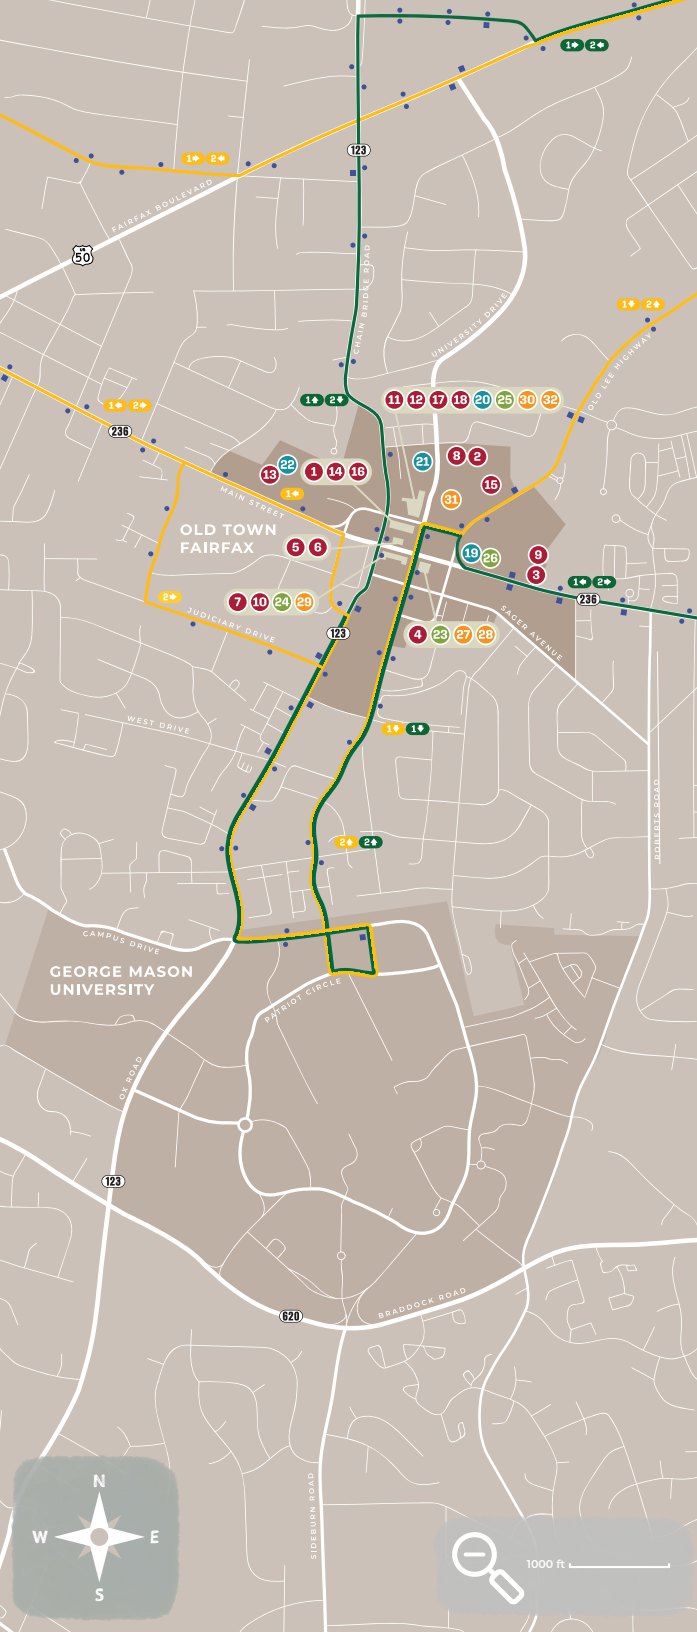 1 2
123
1 2
FAIRFAX BOULEVARD
US
50
CHAIN BRIDGE ROAD
UNIVERSITY DRIVE
1 2
OLD LEE HIGHWAY
1 2
1 2
11 12 17 18 20 25 30 32
236
21 8 2
13 22 1 14 16
15
1
31
MAIN STREET
OLD TOWN
FAIRFAX
5 6
19 26
9
3
1 2
236
2
7 10 24 29
JUDICIARY DRIVE
SAGER AVENUE
123
4 23 27 28
WEST DRIVE
1 1
ROBERTS ROAD
2 2
CAMPUS DRIVE
GEORGE MASON
UNIVERSITY
PATRIOT CIRCLE
OX ROAD
123
BRADDOCK ROAD
620
SIDEBURN ROAD
N
W E
S
1000 ft